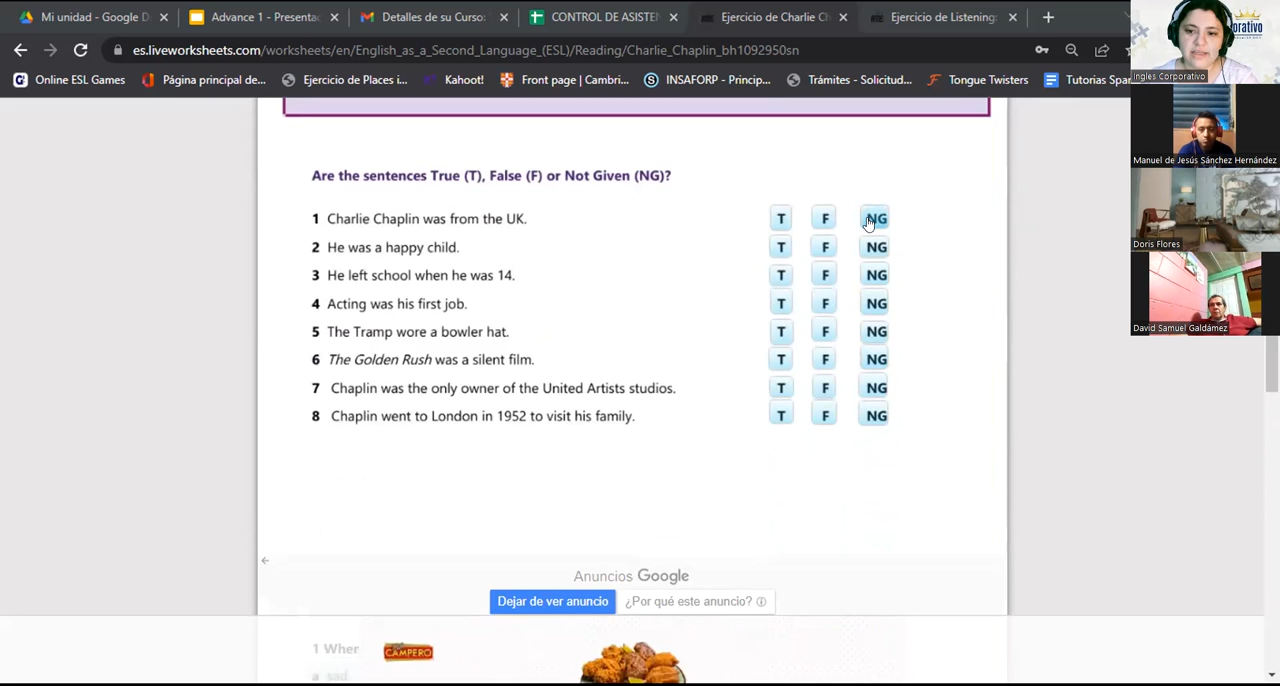 Mi unidad - Google D
Advance 1 - Presenta
Detalles de su Curso:
CONTROL DE ASISTE
Ejercicio de Charlie Ch
Ejercicio de Listening:
es.liveworksheets.com/worksheets/en/English_as_a_Second_Language_(ESL)/Reading/Charlie_Chaplin_bh1092950sn
Online ESL Games
Página principal de...
Ejercicio de Places i...
Kahoot!
Front page | Cambri...
INSAFORP - Princip...
Trámites - Solicitud...
Tongue Twisters
Tutorias Spar
orativo
Ingles Corporativo
Manuel de Jesús Sánchez Hernández
Doris Flores
David Samuel Galdámez
Are the sentences True (T), False (F) or Not Given (NG)?
1 Charlie Chaplin was from the UK. T F NG
2 He was a happy child. T F NG
3 He left school when he was 14. T F NG
4 Acting was his first job. T F NG
5 The Tramp wore a bowler hat. T F NG
6 The Golden Rush was a silent film. T F NG
7 Chaplin was the only owner of the United Artists studios. T F NG
8 Chaplin went to London in 1952 to visit his family. T F NG
Anuncios Google
Dejar de ver anuncio ¿Por qué este anuncio?
1 Wher
CAMPERO
a sad